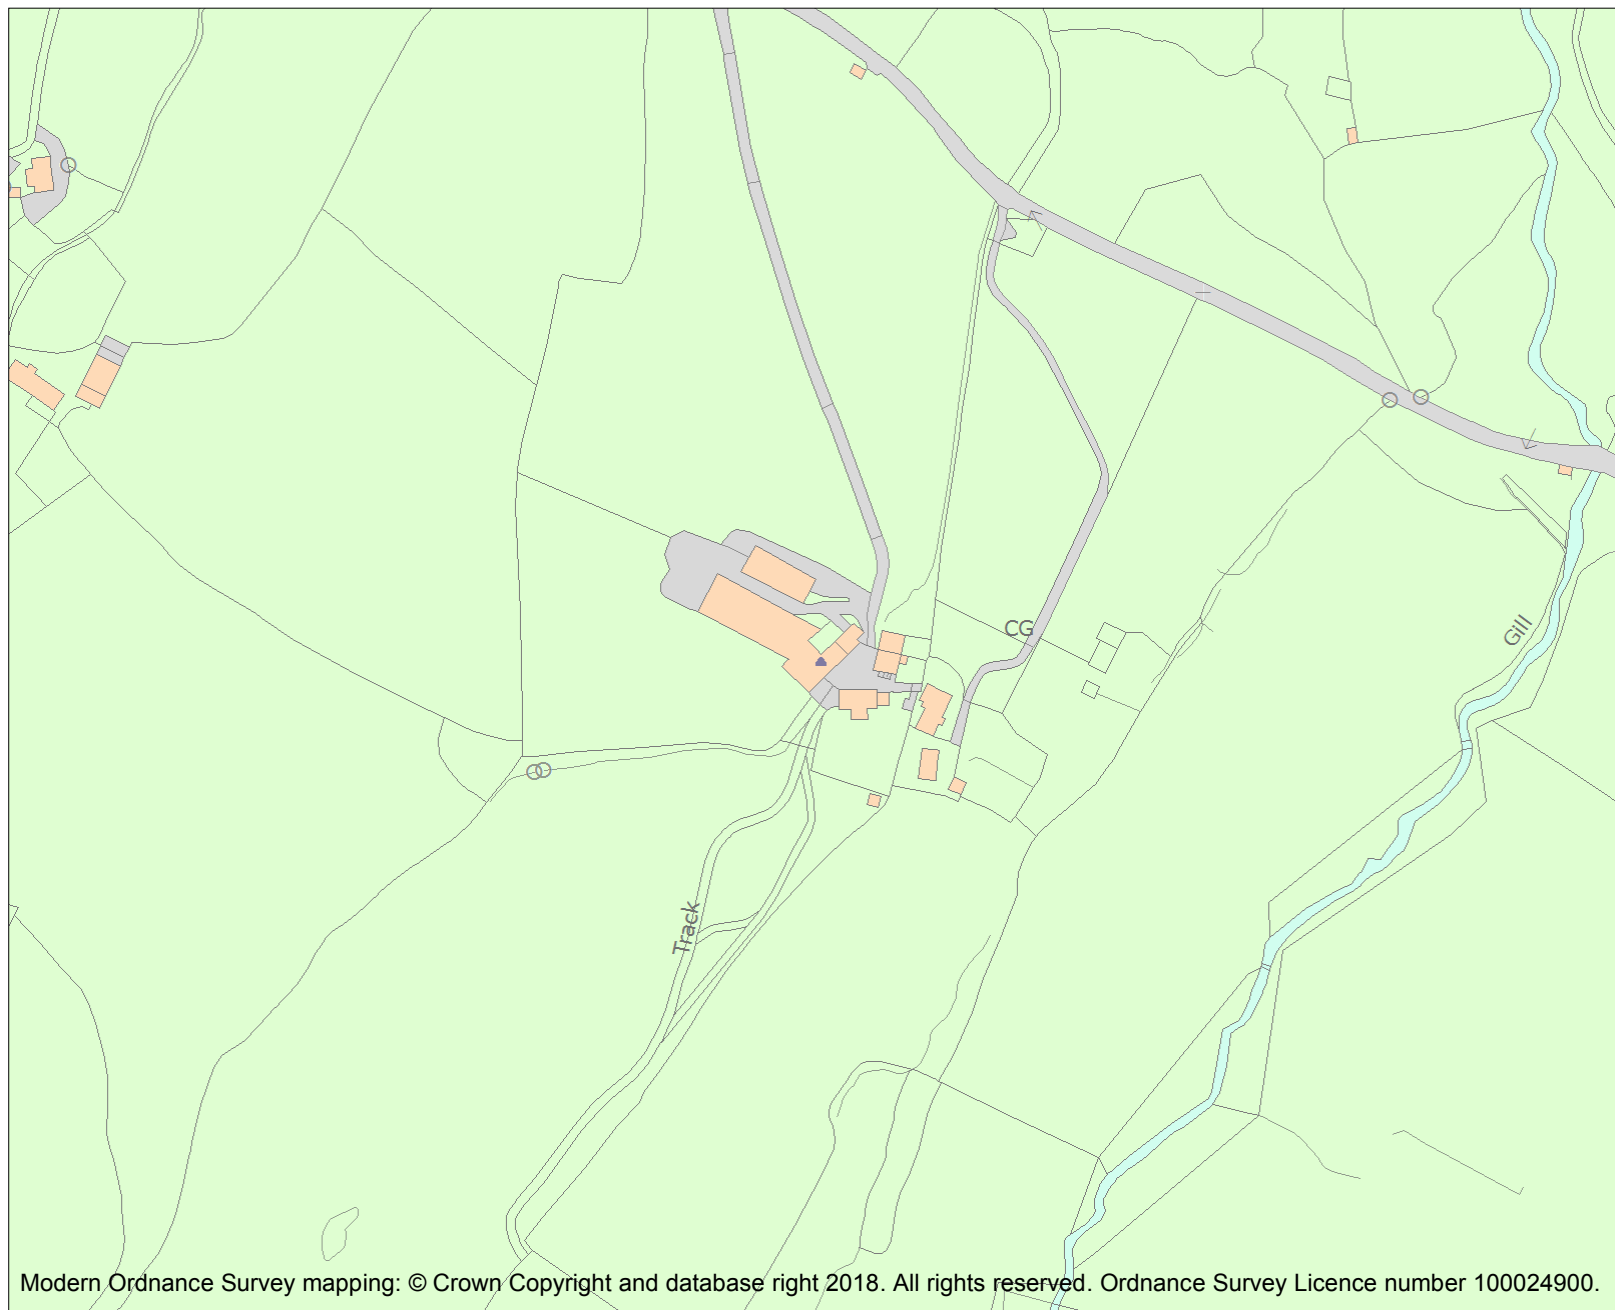 CG
Gill
Track
Modern Ordnance Survey mapping: © Crown Copyright and database right 2018. All rights reserved. Ordnance Survey Licence number 100024900.